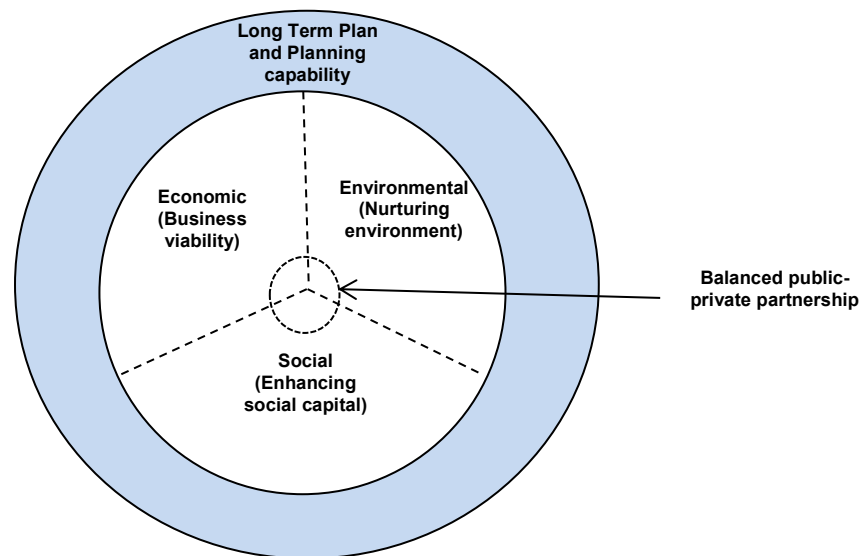 Long Term Plan
and Planning
capability
Economic
(Business
viability)
Environmental
(Nurturing
environment)
Balanced public-
private partnership
Social
(Enhancing
social capital)